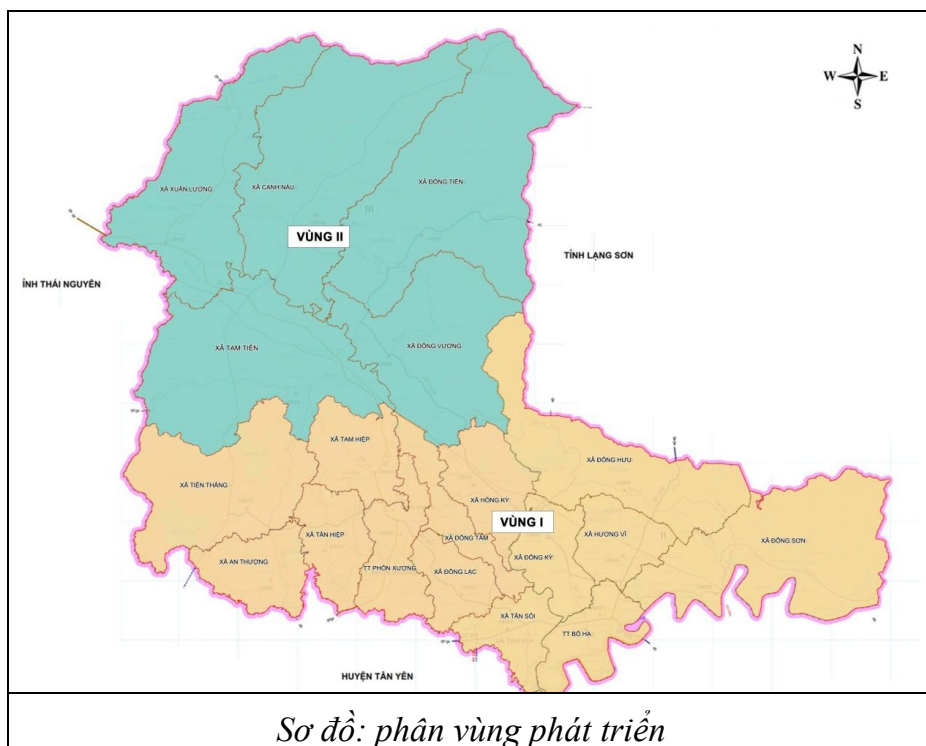 N
W E
S
XÃ XUÂN LƯƠNG
XÃ CANH NẬU
XÃ ĐỒNG TIẾN
III
VÙNG II
TỈNH LẠNG SƠN
ỈNH THÁI NGUYÊN
XÃ TAM TIẾN
XÃ ĐỒNG VƯƠNG
XÃ TAM HIỆP
XÃ ĐỒNG HƯU
XÃ TIẾN THẮNG
XÃ HỒNG KỲ
VÙNG I
XÃ TÂN HIỆP
XÃ ĐỒNG TÂM
XÃ HƯƠNG VĨ
II
XÃ ĐÔNG SƠN
XÃ AN THƯỢNG
TT PHỒN XƯƠNG
XÃ ĐỒNG LẠC
XÃ ĐỒNG KỲ
XÃ TÂN SỎI
TT BỐ HẠ
HUYỆN TÂN YÊN
Sơ đồ: phân vùng phát triển